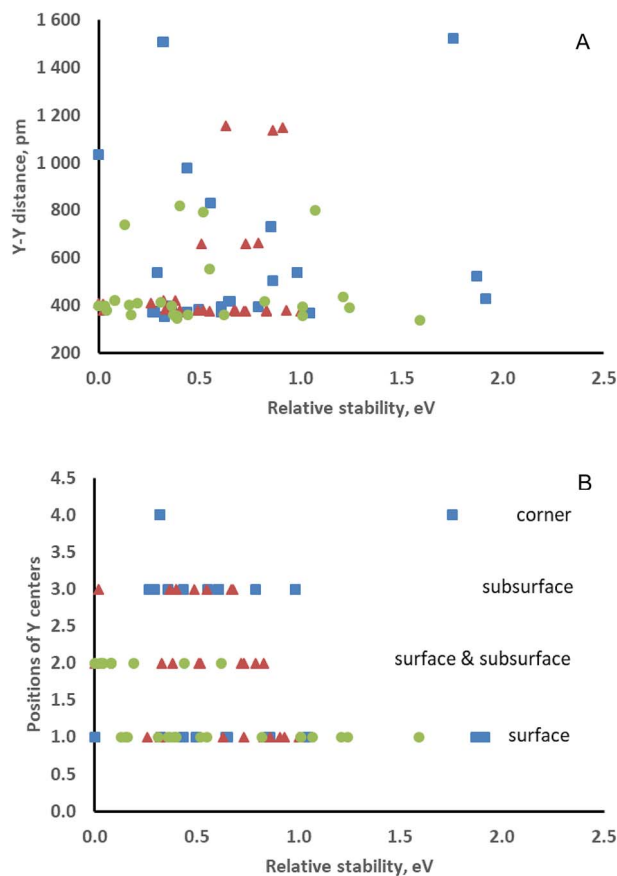 A
1 600
1 400
1 200
1 000
800
600
400
200
Y-Y distance, pm
0.0 0.5 1.0 1.5 2.0 2.5
Relative stability, eV
B
4.5
4.0
3.5
3.0
2.5
2.0
1.5
1.0
0.5
0.0
Positions of Y centers
corner
subsurface
surface & subsurface
surface
0.0 0.5 1.0 1.5 2.0 2.5
Relative stability, eV